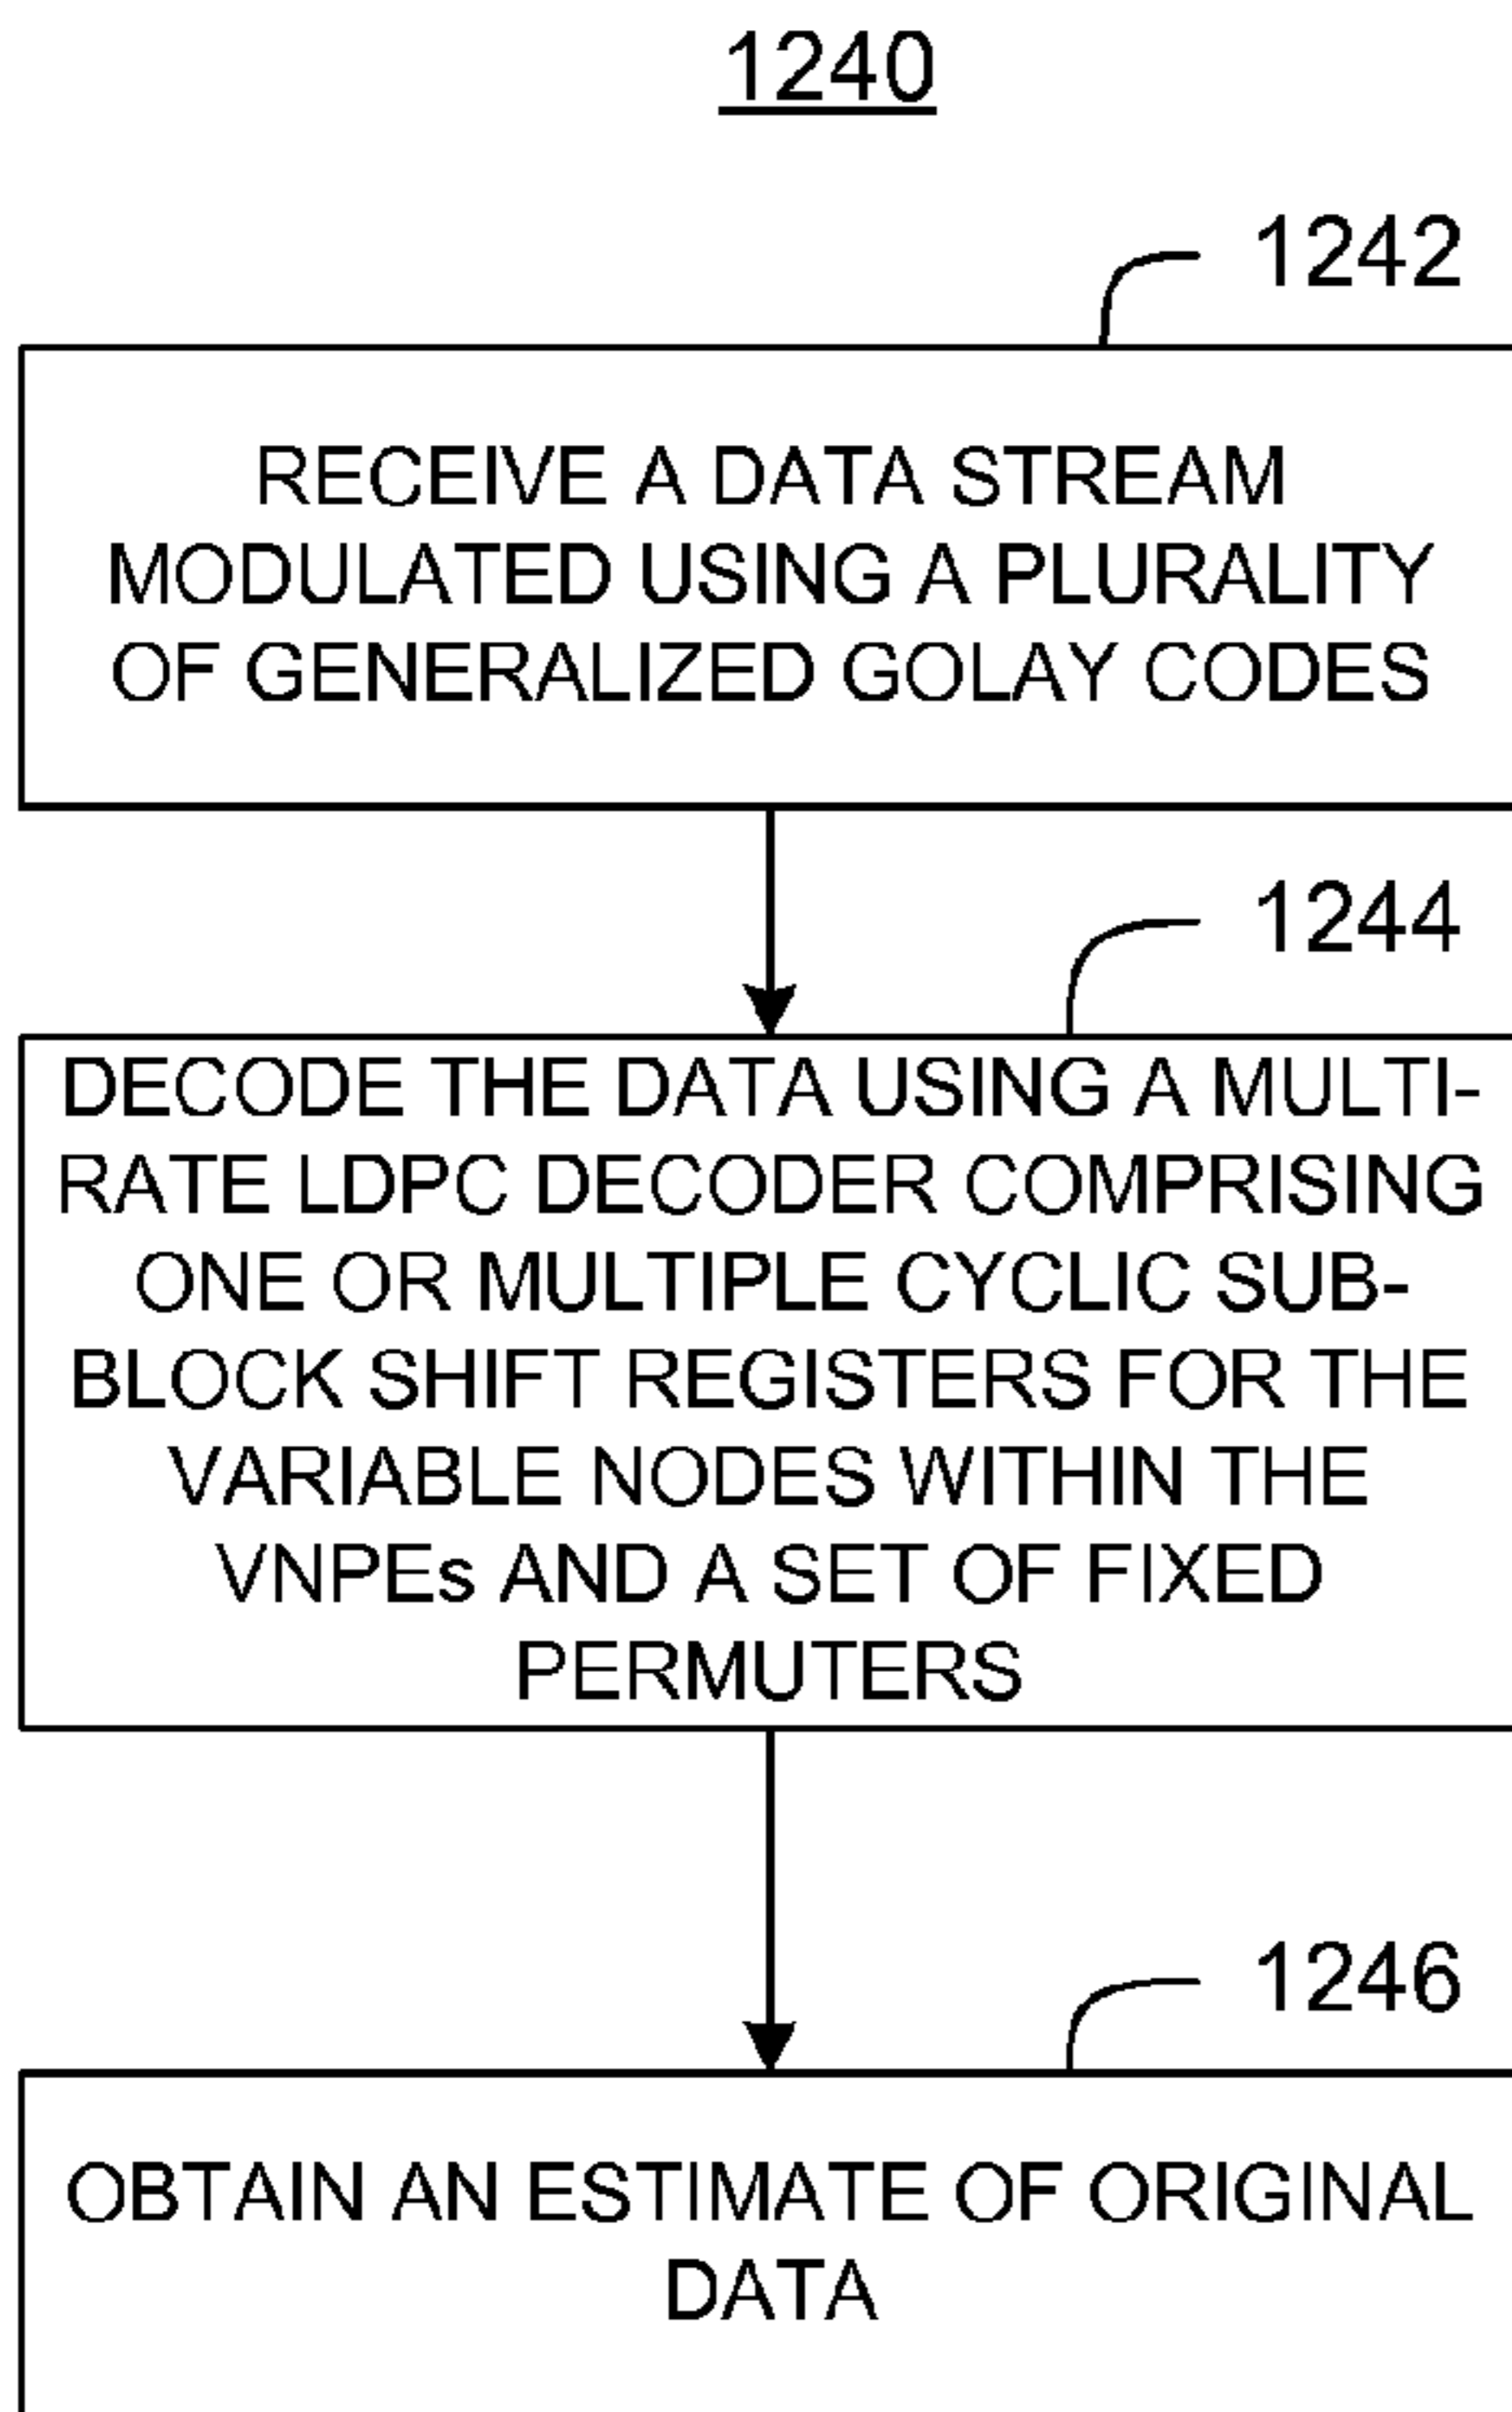 1240
1242
RECEIVE A DATA STREAM
MODULATED USING A PLURALITY
OF GENERALIZED GOLAY CODES
1244
DECODE THE DATA USING A MULTI-
RATE LDPC DECODER COMPRISING
ONE OR MULTIPLE CYCLIC SUB-
BLOCK SHIFT REGISTERS FOR THE
VARIABLE NODES WITHIN THE
VNPEs AND A SET OF FIXED
PERMUTERS
1246
OBTAIN AN ESTIMATE OF ORIGINAL
DATA